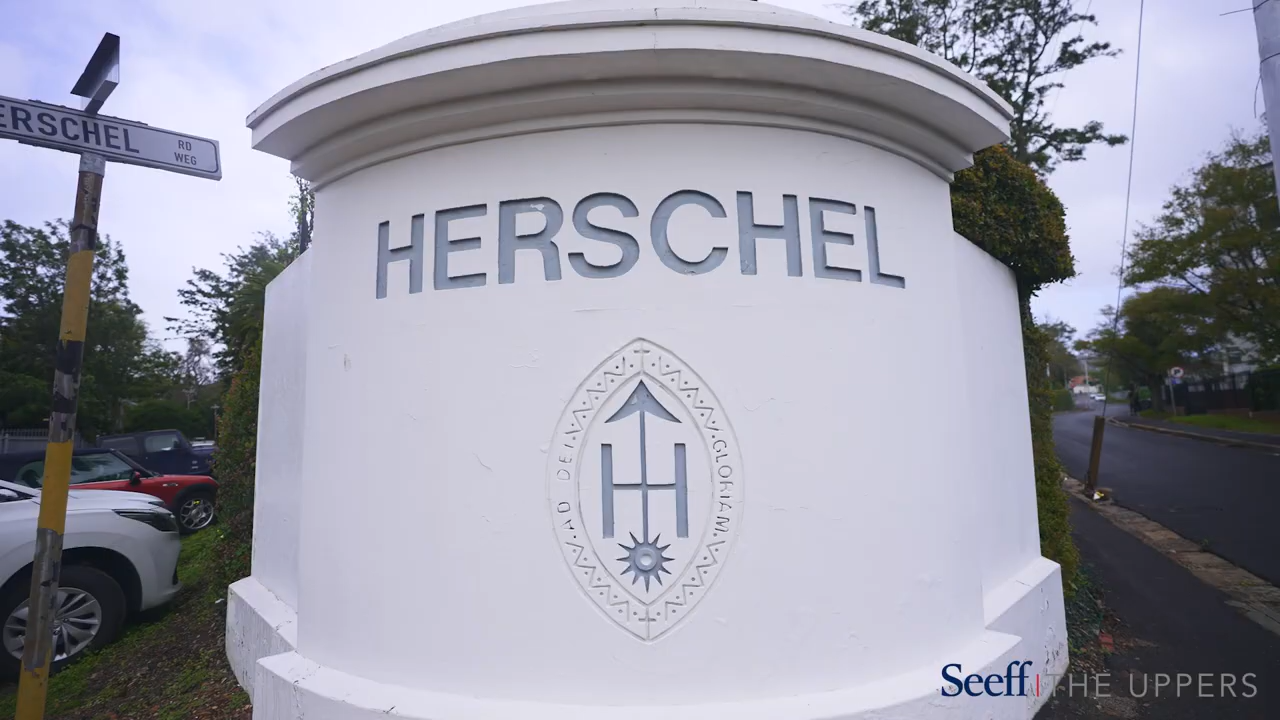 ERSCHEL RD
WEG
HERSCHEL
AD DEI GLORIAM
H
Seeff | THE UPPERS